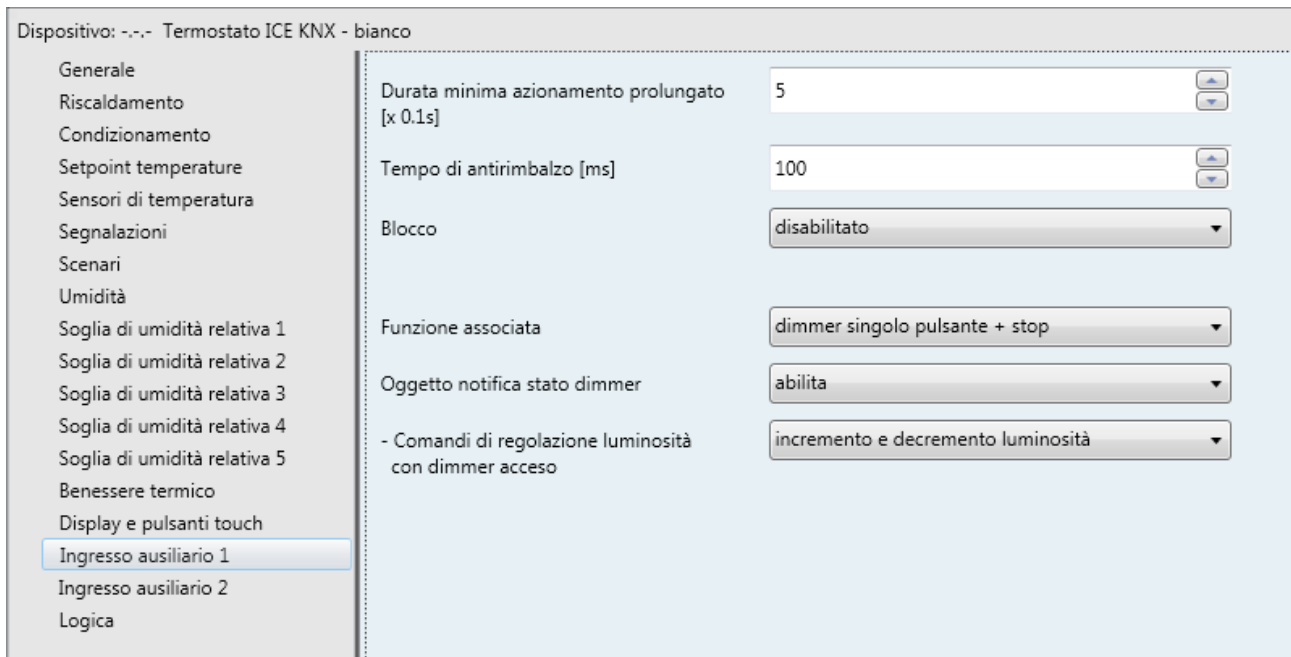 Dispositivo: -.-.- Termostato ICE KNX - bianco
Generale
Riscaldamento
Condizionamento
Setpoint temperature
Sensori di temperatura
Segnalazioni
Scenari
Umidità
Soglia di umidità relativa 1
Soglia di umidità relativa 2
Soglia di umidità relativa 3
Soglia di umidità relativa 4
Soglia di umidità relativa 5
Benessere termico
Display e pulsanti touch
Ingresso ausiliario 1
Ingresso ausiliario 2
Logica
Durata minima azionamento prolungato
[x 0.1s]
5
Tempo di antirimbalzo [ms]
100
Blocco
disabilitato
Funzione associata
dimmer singolo pulsante + stop
Oggetto notifica stato dimmer
abilita
- Comandi di regolazione luminosità
con dimmer acceso
incremento e decremento luminosità